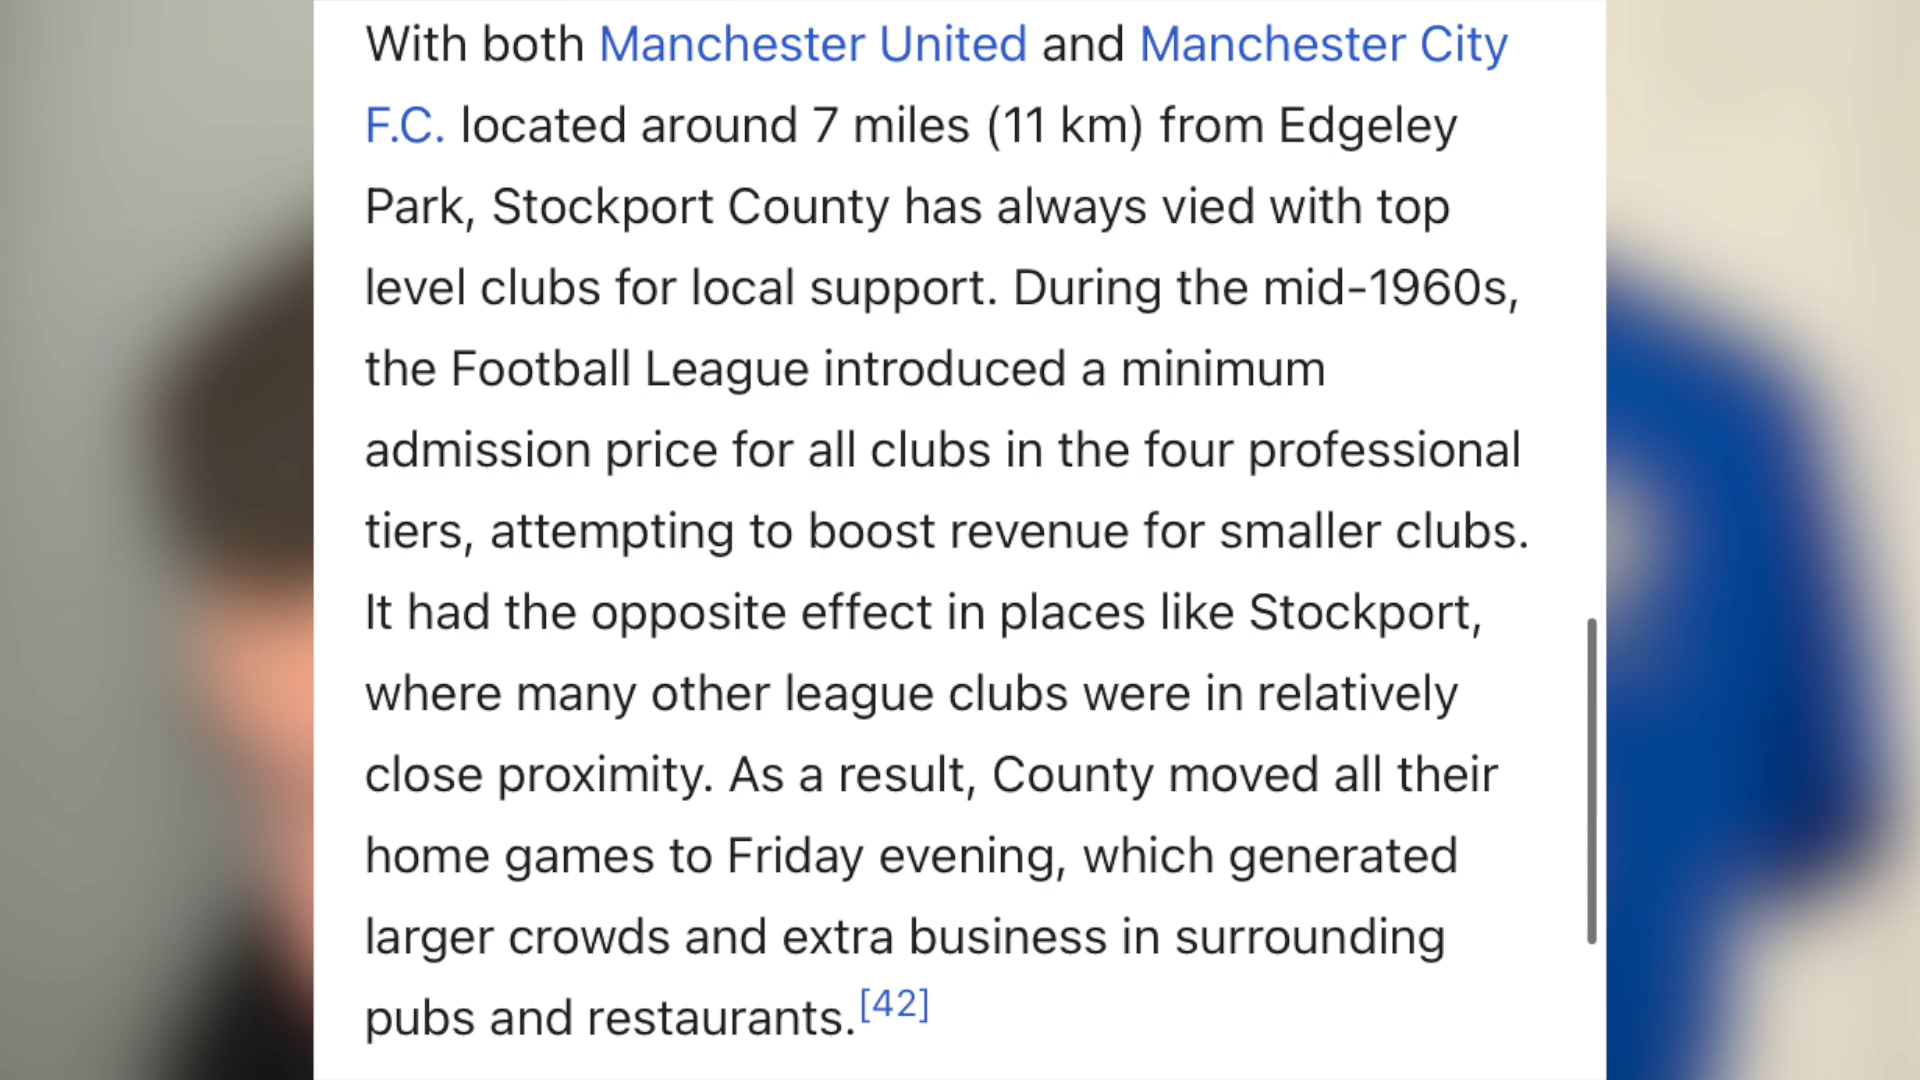 With both Manchester United and Manchester City
F.C. located around 7 miles (11 km) from Edgeley
Park, Stockport County has always vied with top
level clubs for local support. During the mid-1960s,
the Football League introduced a minimum
admission price for all clubs in the four professional
tiers, attempting to boost revenue for smaller clubs.
It had the opposite effect in places like Stockport,
where many other league clubs were in relatively
close proximity. As a result, County moved all their
home games to Friday evening, which generated
larger crowds and extra business in surrounding
pubs and restaurants.[42]